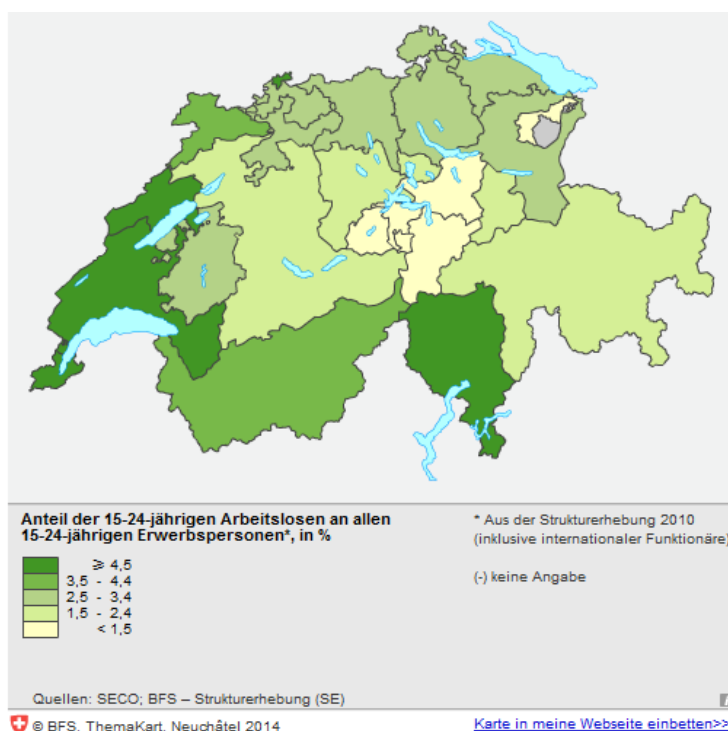 Anteil der 15-24-jährigen Arbeitslosen an allen
15-24-jährigen Erwerbspersonen*, in %
≥ 4,5
3,5 - 4,4
2,5 - 3,4
1,5 - 2,4
< 1,5
* Aus der Strukturerhebung 2010
(inklusive internationaler Funktionäre)
(-) keine Angabe
Quellen: SECO; BFS – Strukturerhebung (SE)
© BFS, ThemaKart, Neuchâtel 2014
Karte in meine Webseite einbetten>>